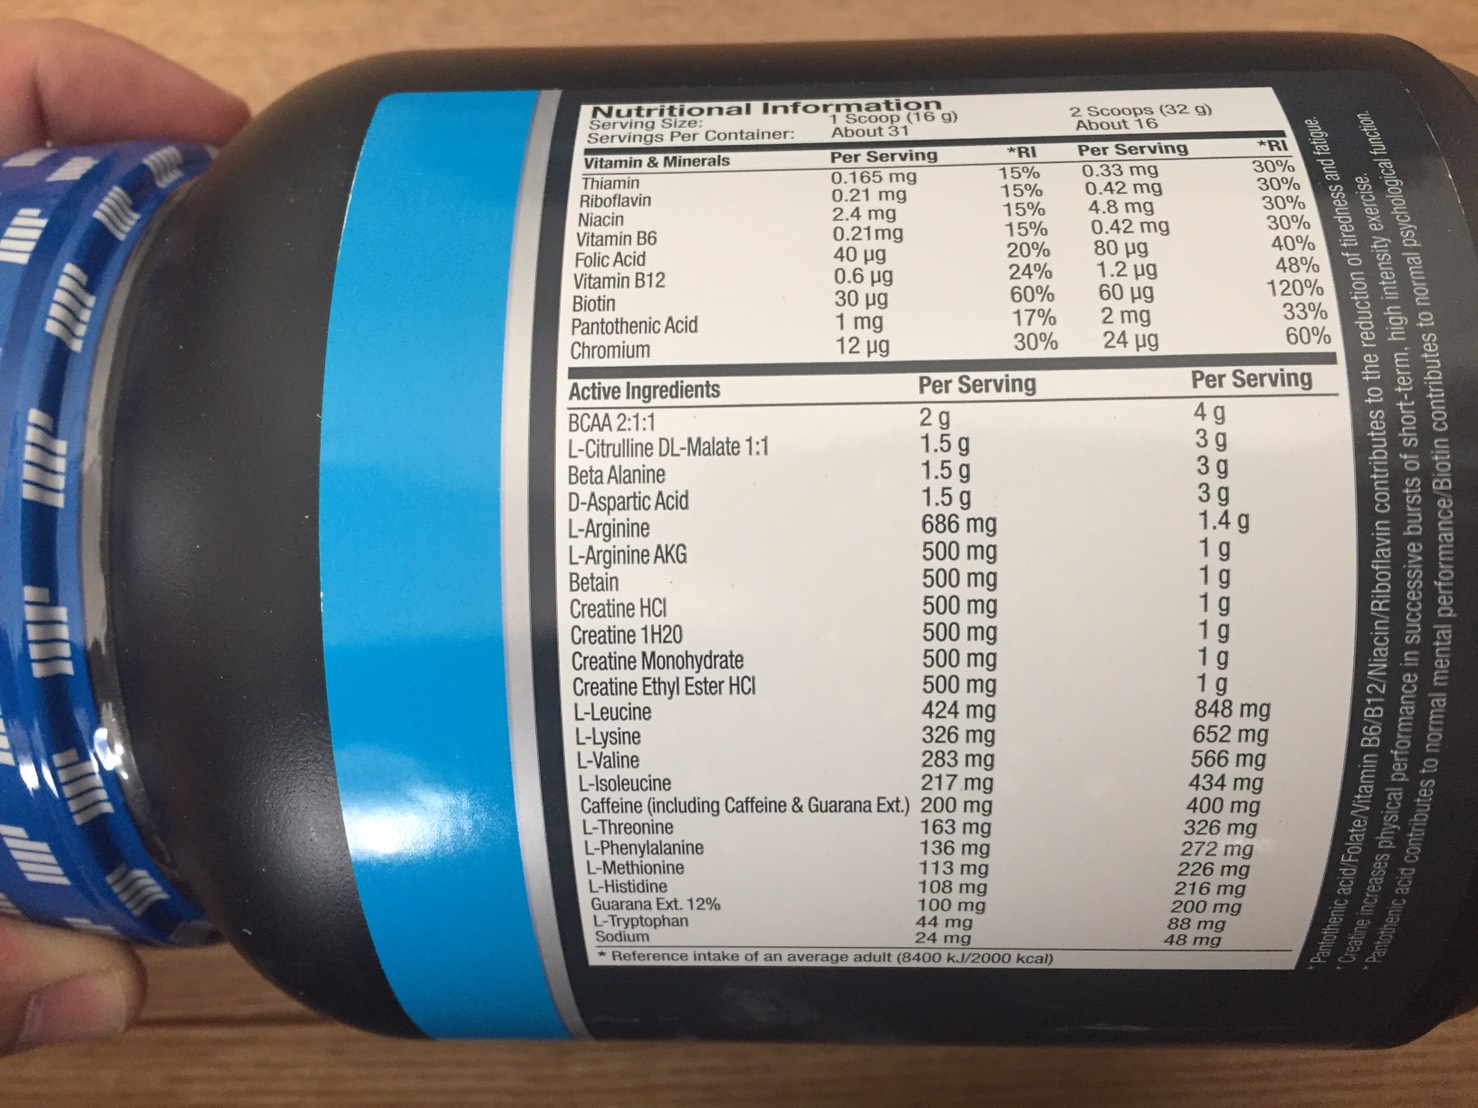 Nutritional Information
Serving Size: 1 Scoop (16 g) 2 Scoops (32 g)
Servings Per Container: About 31 About 16
Vitamin & Minerals Per Serving *RI Per Serving *RI
Thiamin 0.165 mg 15% 0.33 mg 30%
Riboflavin 0.21 mg 15% 0.42 mg 30%
Niacin 2.4 mg 15% 4.8 mg 30%
Vitamin B6 0.21mg 15% 0.42 mg 30%
Folic Acid 40 µg 20% 80 µg 40%
Vitamin B12 0.6 µg 24% 1.2 µg 48%
Biotin 30 µg 60% 60 µg 120%
Pantothenic Acid 1 mg 17% 2 mg 33%
Chromium 12 µg 30% 24 µg 60%
Active Ingredients Per Serving Per Serving
BCAA 2:1:1 2 g 4 g
L-Citrulline DL-Malate 1:1 1.5 g 3 g
Beta Alanine 1.5 g 3 g
D-Aspartic Acid 1.5 g 3 g
L-Arginine 686 mg 1.4 g
L-Arginine AKG 500 mg 1 g
Betain 500 mg 1 g
Creatine HCl 500 mg 1 g
Creatine 1H20 500 mg 1 g
Creatine Monohydrate 500 mg 1 g
Creatine Ethyl Ester HCl 500 mg 1 g
L-Leucine 424 mg 848 mg
L-Lysine 326 mg 652 mg
L-Valine 283 mg 566 mg
L-Isoleucine 217 mg 434 mg
Caffeine (including Caffeine & Guarana Ext.) 200 mg 400 mg
L-Threonine 163 mg 326 mg
L-Phenylalanine 136 mg 272 mg
L-Methionine 113 mg 226 mg
L-Histidine 108 mg 216 mg
Guarana Ext. 12% 100 mg 200 mg
L-Tryptophan 44 mg 88 mg
Sodium 24 mg 48 mg
* Reference intake of an average adult (8400 kJ/2000 kcal)
* Pantothenic acid/Folate/Vitamin B6/B12/Niacin/Riboflavin contributes to the reduction of tiredness and fatigue.
* Creatine increases physical performance in successive bursts of short-term, high intensity exercise.
* Pantothenic acid contributes to normal mental performance/Biotin contributes to normal psychological function.